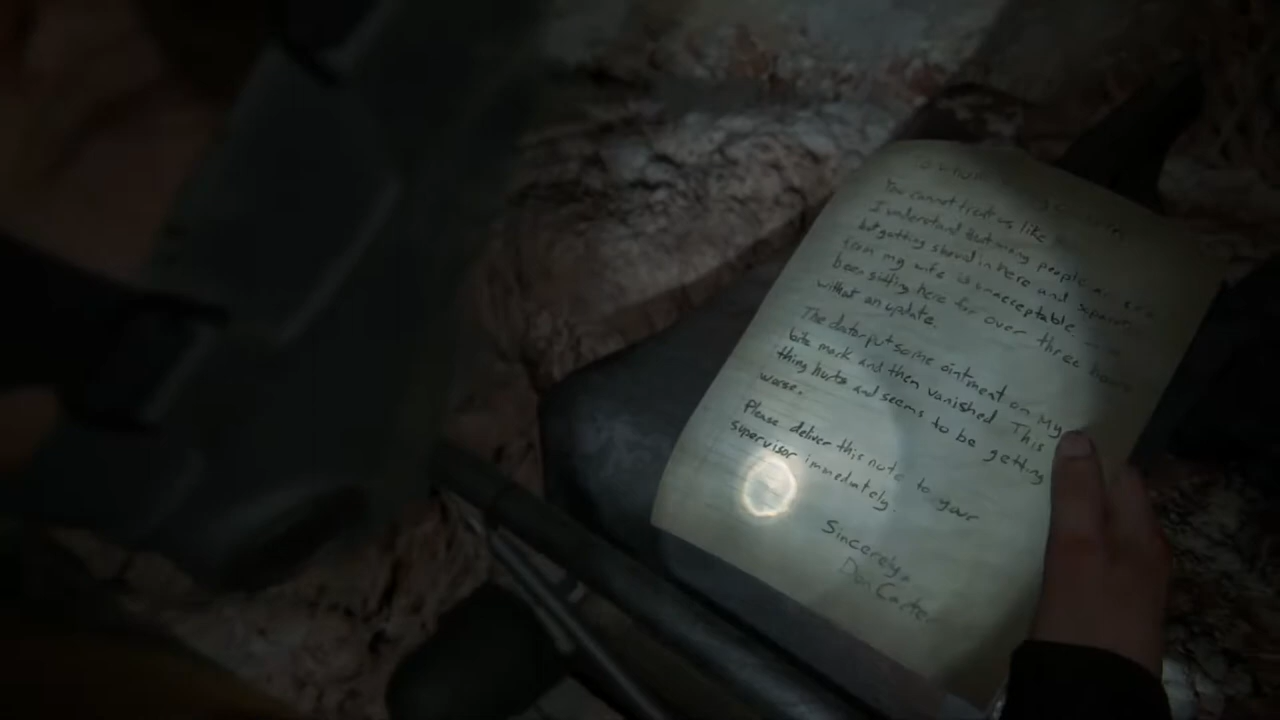 You cannot treat us like
I understand that many people are sick
but getting shoved in here and separated
from my wife is unacceptable.
been sitting here for over three hours
without an update.
The doctor put some ointment on my
bite mark and then vanished. This
thing hurts and seems to be getting
worse.
Please deliver this note to your
supervisor immediately.
Sincerely,
Don Carter